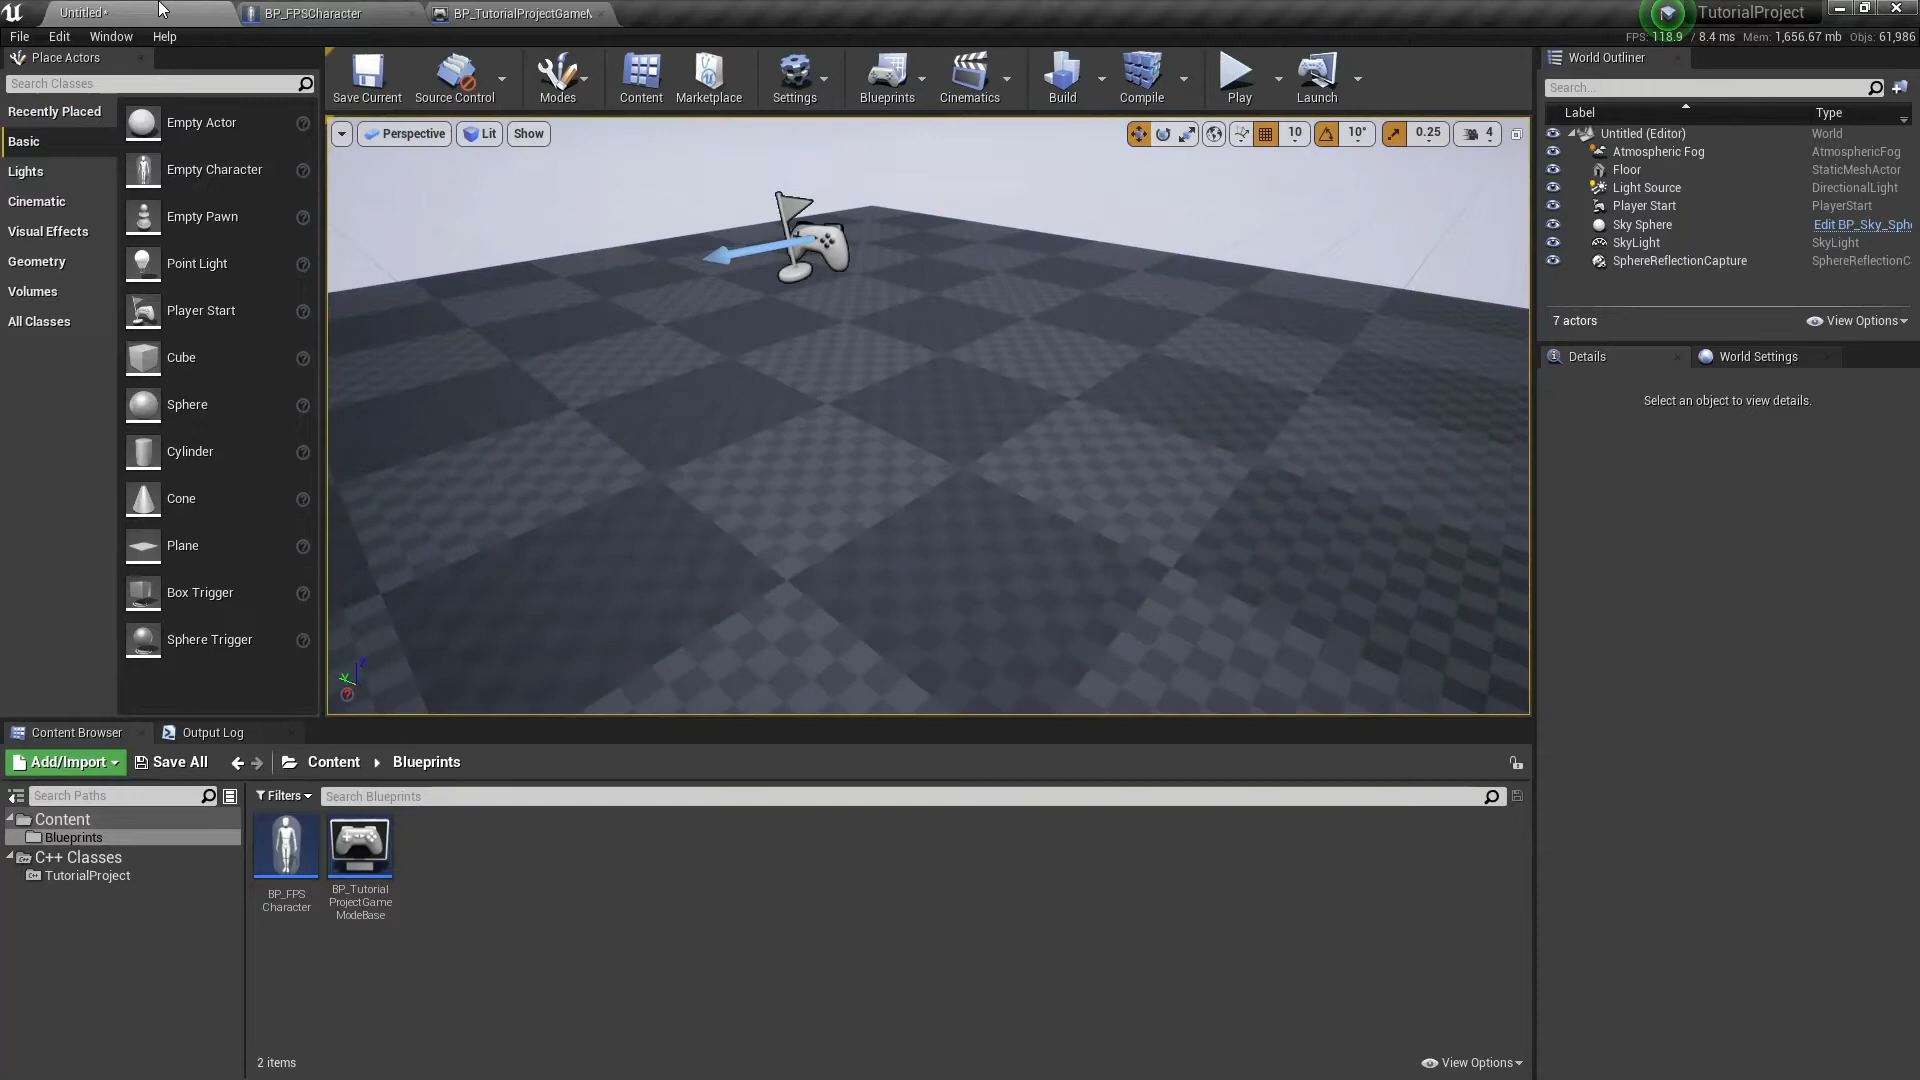 Untitled*
BP_FPSCharacter
BP_TutorialProjectGameM
TutorialProject
File Edit Window Help
FPS: 118.9 / 8.4 ms Mem: 1,656.67 mb Objs: 61,986
Place Actors
Search Classes
Recently Placed
Basic
Lights
Cinematic
Visual Effects
Geometry
Volumes
All Classes
Empty Actor
Empty Character
Empty Pawn
Point Light
Player Start
Cube
Sphere
Cylinder
Cone
Plane
Box Trigger
Sphere Trigger
Save Current
Source Control
Modes
Content
Marketplace
Settings
Blueprints
Cinematics
Build
Compile
Play
Launch
Perspective
Lit
Show
10
10°
0.25
4
World Outliner
Search...
Label Type
Untitled (Editor) World
Atmospheric Fog AtmosphericFog
Floor StaticMeshActor
Light Source DirectionalLight
Player Start PlayerStart
Sky Sphere Edit BP_Sky_Sph
SkyLight SkyLight
SphereReflectionCapture SphereReflectionC
7 actors
View Options
Details
World Settings
Select an object to view details.
Content Browser
Output Log
Add/Import
Save All
Content
Blueprints
Search Paths
Filters
Search Blueprints
Content
Blueprints
C++ Classes
TutorialProject
BP_FPS
Character
BP_Tutorial
ProjectGame
ModeBase
2 items
View Options